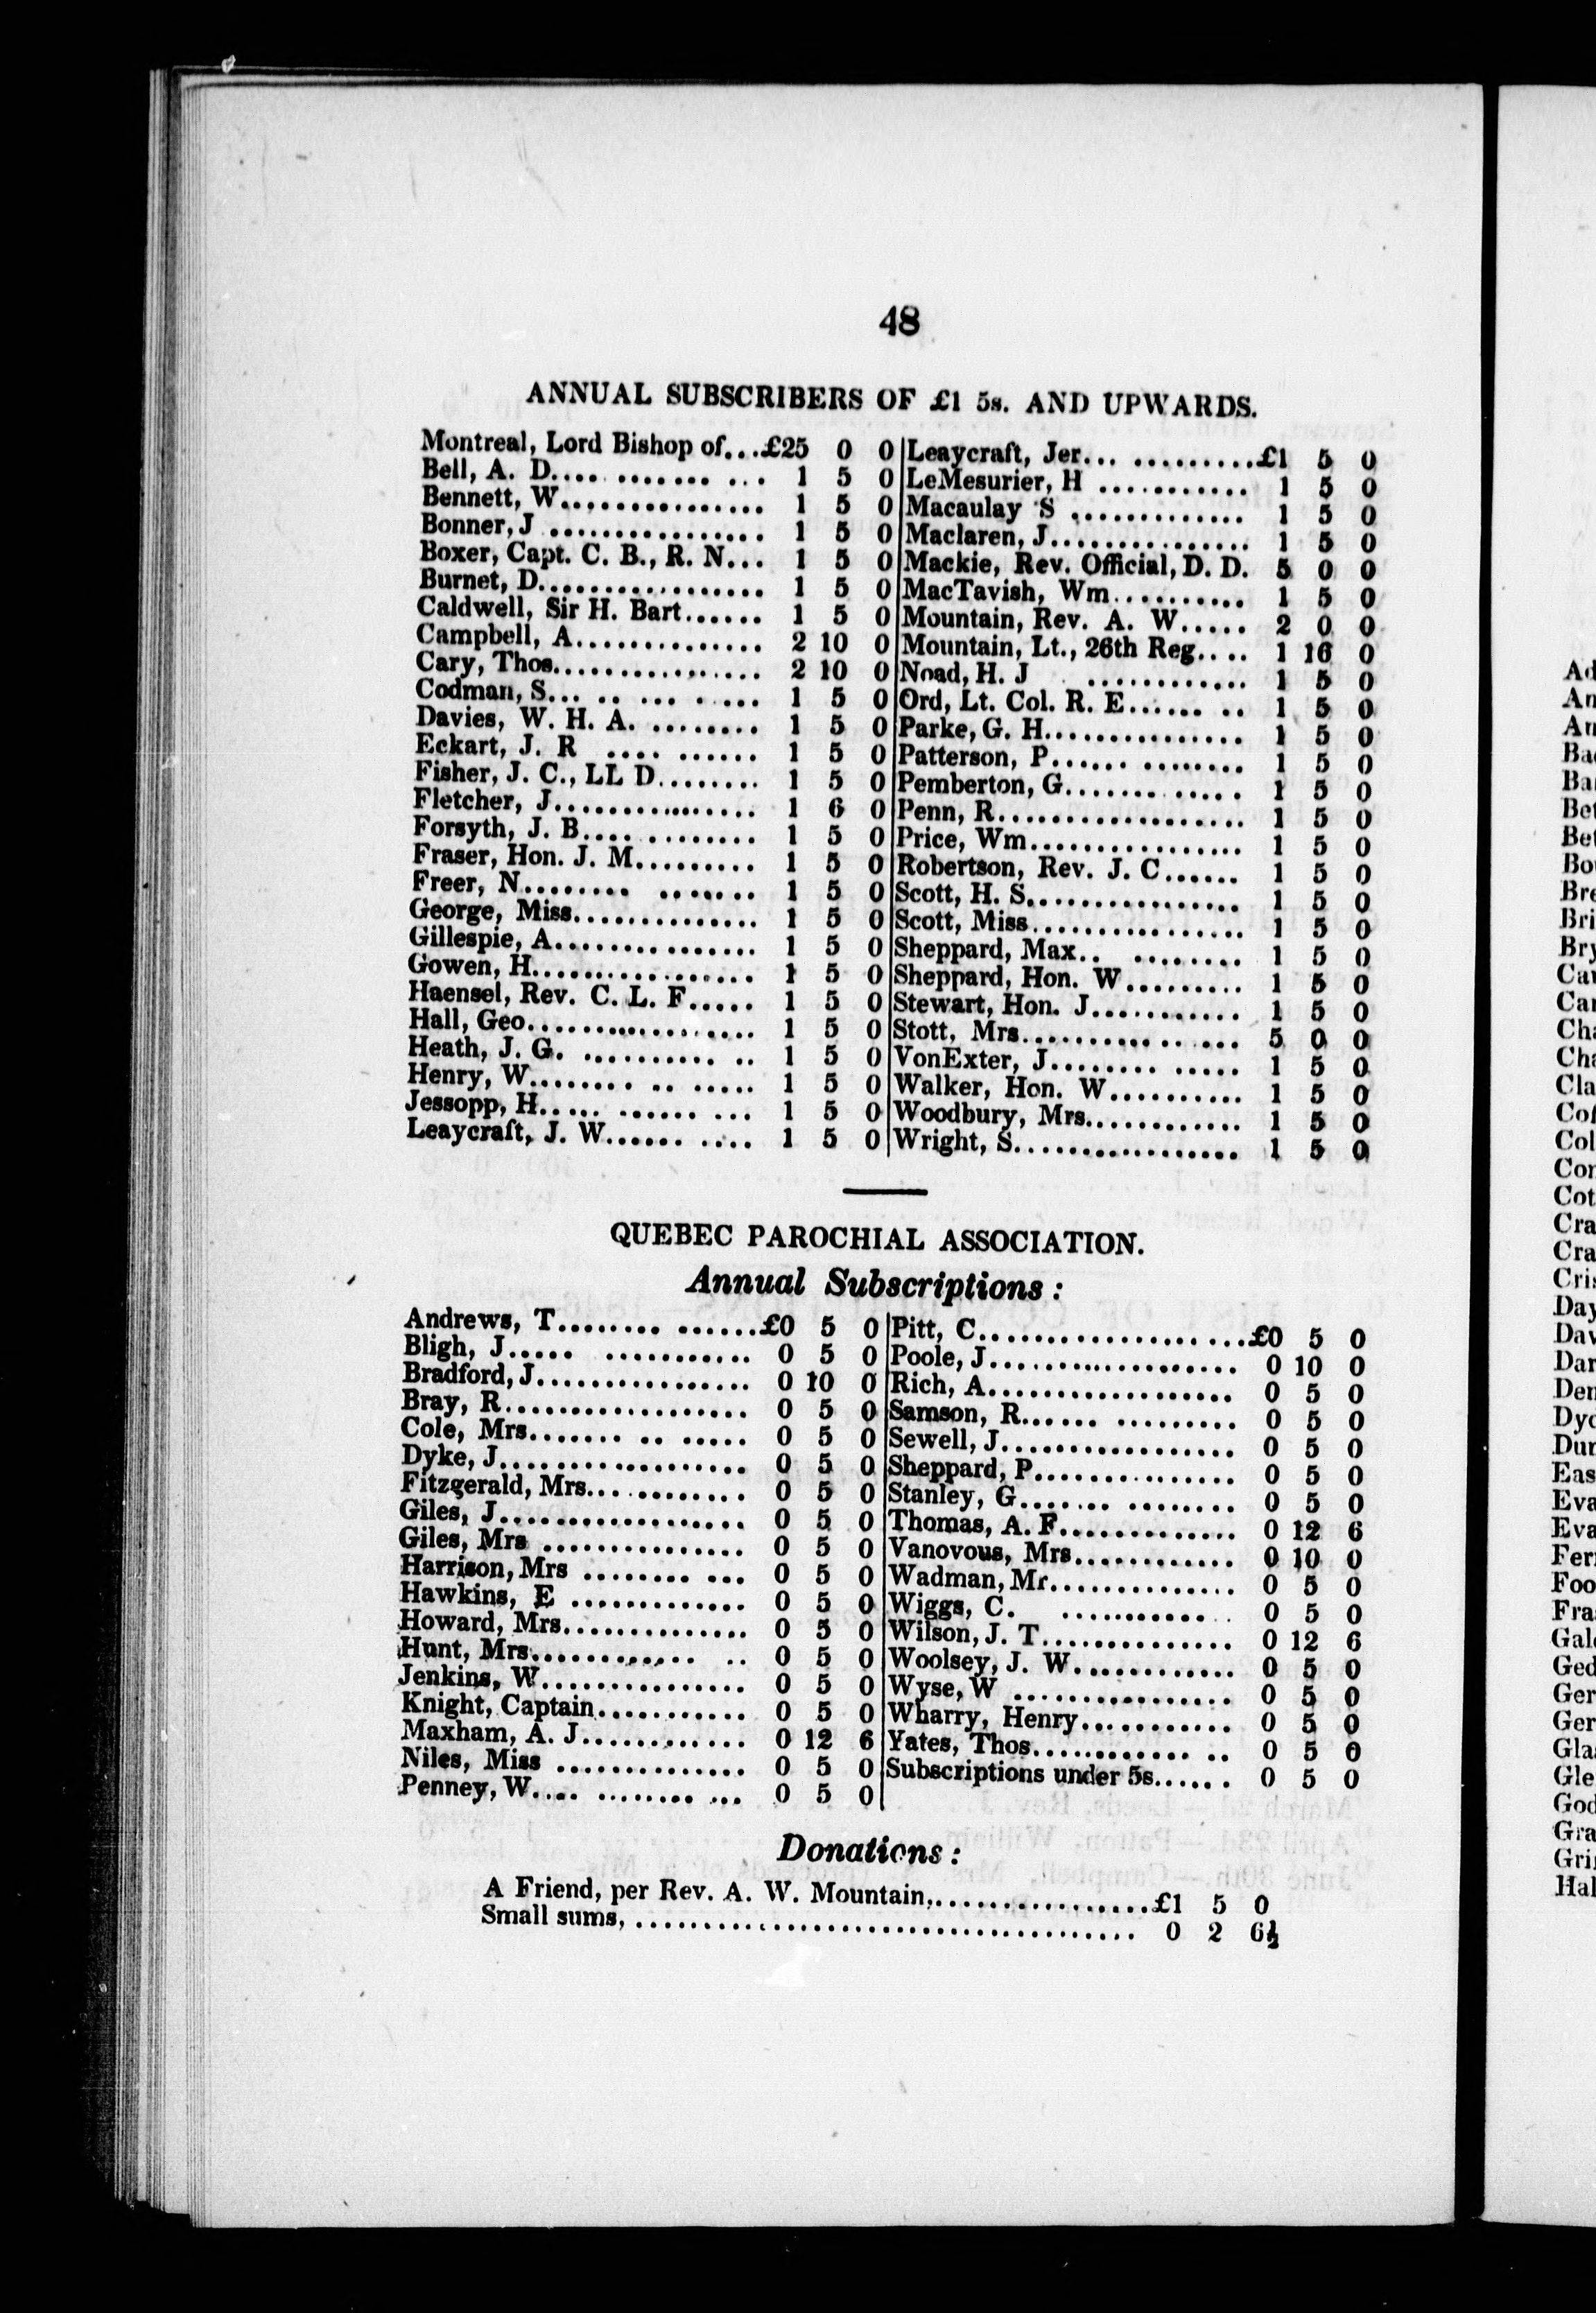 48
ANNUAL SUBSCRIBERS OF £1 5s. AND UPWARDS.
Montreal, Lord Bishop of...£25 0 0
Bell, A. D.... ....... ... 1 5 0
Bennett, W............... 1 5 0
Bonner, J ................ 1 5 0
Boxer, Capt. C. B., R. N... 1 5 0
Burnet, D................. 1 5 0
Caldwell, Sir H. Bart...... 1 5 0
Campbell, A.............. 2 10 0
Cary, Thos................ 2 10 0
Codman, S... .. ... . .... 1 5 0
Davies, W. H. A. ........ 1 5 0
Eckart, J. R .... ...... 1 5 0
Fisher, J. C., LL D........ 1 5 0
Fletcher, J............... 1 6 0
Forsyth, J. B............. 1 5 0
Fraser, Hon. J. M......... 1 5 0
Freer, N........ ....... 1 5 0
George, Miss.............. 1 5 0
Gillespie, A............... 1 5 0
Gowen, H................. 1 5 0
Haensel, Rev. C. L. F..... 1 5 0
Hall, Geo................. 1 5 0
Heath, J. G. .......... .. 1 5 0
Henry, W........ .. ..... 1 5 0
Jessopp, H..... ...... ... 1 5 0
Leaycraft, J. W...... .... 1 5 0
Leaycraft, Jer... .........£1 5 0
LeMesurier, H ........... 1 5 0
Macaulay S ............. 1 5 0
Maclaren, J............... 1 5 0
Mackie, Rev. Official, D. D. 5 0 0
MacTavish, Wm.......... 1 5 0
Mountain, Rev. A. W..... 2 0 0
Mountain, Lt., 26th Reg.... 1 16 0
Noad, H. J ............ 1 5 0
Ord, Lt. Col. R. E...... .. 1 5 0
Parke, G. H............... 1 5 0
Patterson, P...... ........ 1 5 0
Pemberton, G....... ..... 1 5 0
Penn, R.................. 1 5 0
Price, Wm................ 1 5 0
Robertson, Rev. J. C...... 1 5 0
Scott, H. S................ 1 5 0
Scott, Miss................ 1 5 0
Sheppard, Max.. ........ 1 5 0
Sheppard, Hon. W......... 1 5 0
Stewart, Hon. J........... 1 5 0
Stott, Mrs................ 5 0 0
VonExter, J........ ..... 1 5 0
Walker, Hon. W.......... 1 5 0
Woodbury, Mrs............ 1 5 0
Wright, S................. 1 5 0
QUEBEC PAROCHIAL ASSOCIATION.
Annual Subscriptions:
Andrews, T........ ......£0 5 0
Bligh, J..... ........... 0 5 0
Bradford, J................ 0 10 0
Bray, R.................. 0 5 0
Cole, Mrs....... .. ..... 0 5 0
Dyke, J.................. 0 5 0
Fitzgerald, Mrs............ 0 5 0
Giles, J................... 0 5 0
Giles, Mrs ............... 0 5 0
Harrison, Mrs ........ ... 0 5 0
Hawkins, E ............. 0 5 0
Howard, Mrs.............. 0 5 0
Hunt, Mrs............ .. 0 5 0
Jenkins, W............... 0 5 0
Knight, Captain........... 0 5 0
Maxham, A. J............ 0 12 6
Niles, Miss .............. 0 5 0
Penney, W.... ........ ... 0 5 0
Pitt, C....................£0 5 0
Poole, J.................. 0 10 0
Rich, A.................. 0 5 0
Samson, R...... ......... 0 5 0
Sewell, J................. 0 5 0
Sheppard, P............... 0 5 0
Stanley, G....... ........ 0 5 0
Thomas, A. F............. 0 12 6
Vanovous, Mrs............ 0 10 0
Wadman, Mr.............. 0 5 0
Wiggs, C. ............ 0 5 0
Wilson, J. T.............. 0 12 6
Woolsey, J. W............ 0 5 0
Wyse, W ................ 0 5 0
Wharry, Henry........... 0 5 0
Yates, Thos............. .. 0 5 0
Subscriptions under 5s...... 0 5 0
Donations:
A Friend, per Rev. A. W. Mountain,................£1 5 0
Small sums, ..................................... 0 2 6½